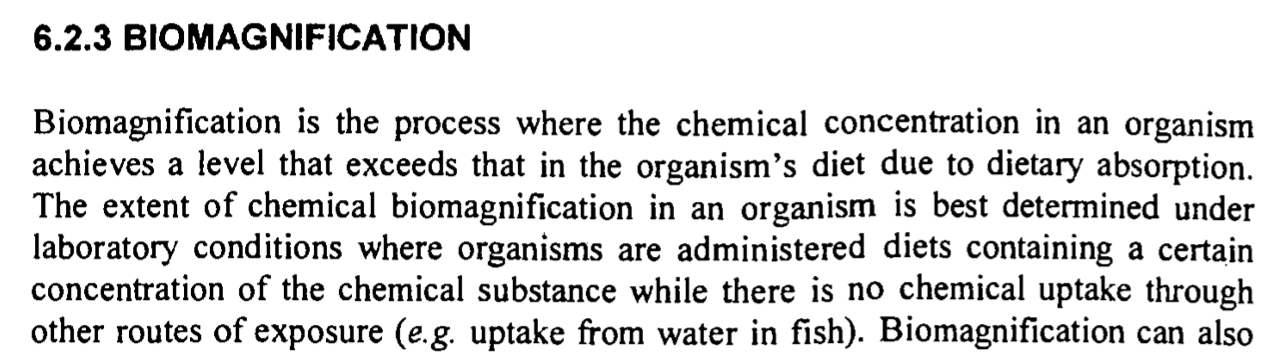 6.2.3 BIOMAGNIFICATION
Biomagnification is the process where the chemical concentration in an organism
achieves a level that exceeds that in the organism's diet due to dietary absorption.
The extent of chemical biomagnification in an organism is best determined under
laboratory conditions where organisms are administered diets containing a certain
concentration of the chemical substance while there is no chemical uptake through
other routes of exposure (e.g. uptake from water in fish). Biomagnification can also